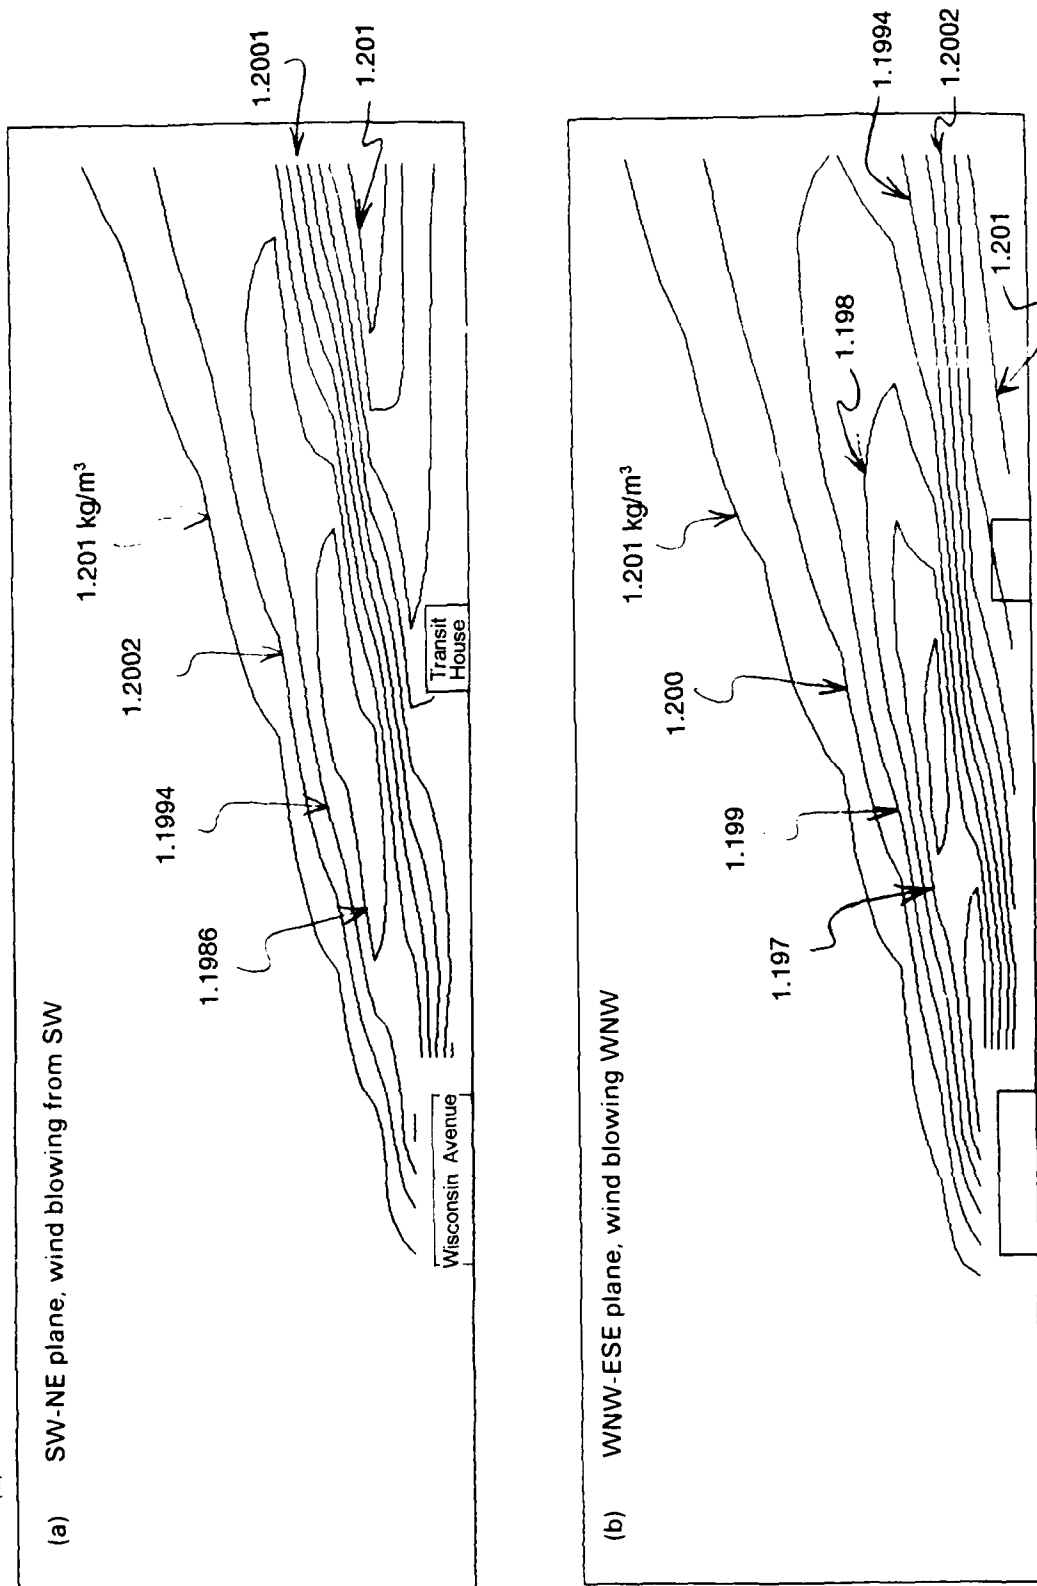 (a) SW-NE plane, wind blowing from SW
1.201 kg/m³
1.2002
1.1994
1.1986
1.2001
1.201
Wisconsin Avenue
Transit
House
(b) WNW-ESE plane, wind blowing WNW
1.201 kg/m³
1.200
1.199
1.197
1.198
1.1994
1.2002
1.201